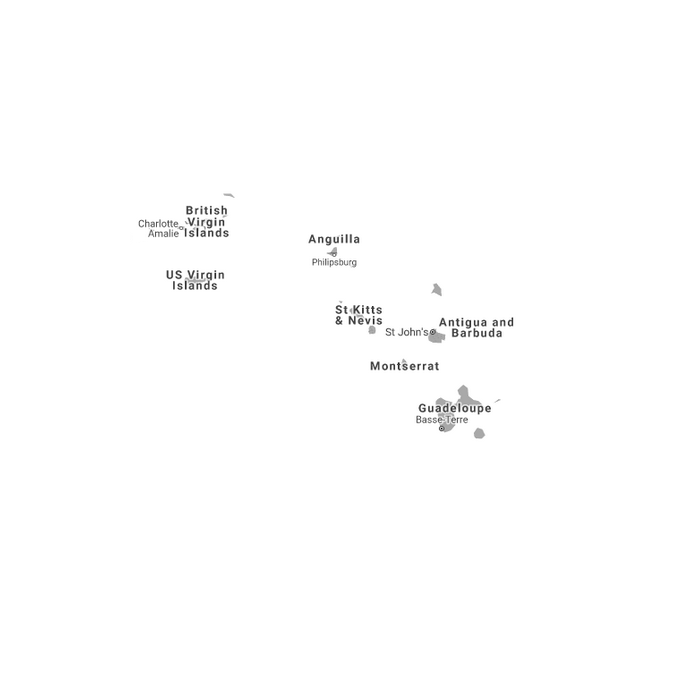 British
Virgin
Islands
Charlotte
Amalie
Anguilla
Philipsburg
US Virgin
Islands
St Kitts
& Nevis
St John's
Antigua and
Barbuda
Montserrat
Guadeloupe
Basse-Terre